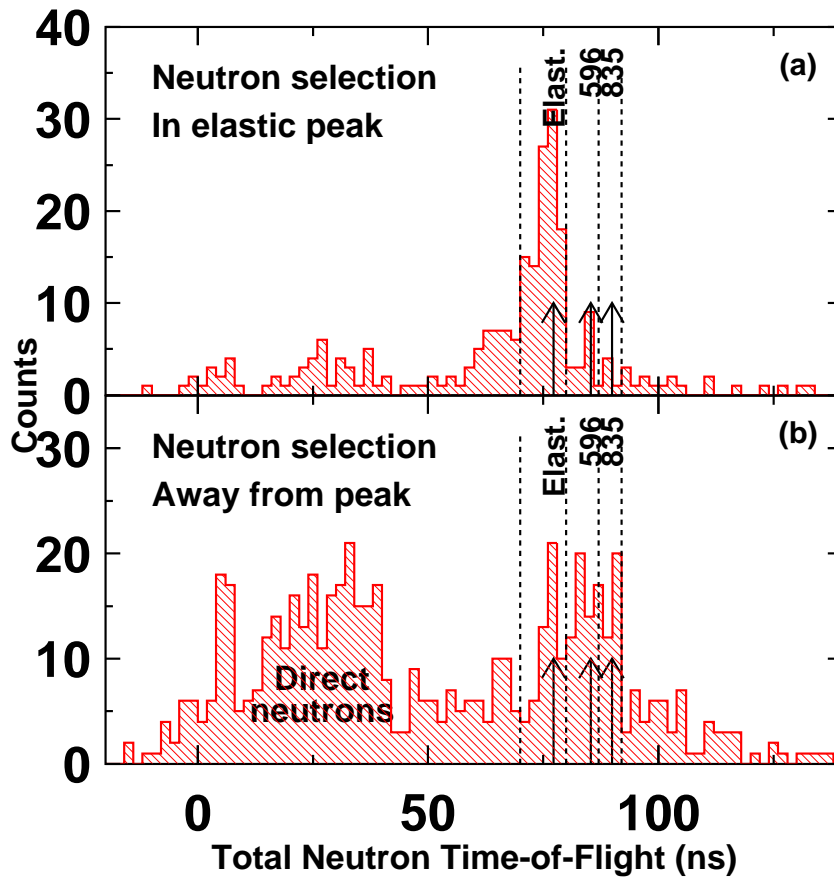 40
30
20
10
0
Neutron selection
In elastic peak
Elast.
596
835
(a)
Counts
30
20
10
0
Neutron selection
Away from peak
Elast.
596
835
(b)
Direct
neutrons
0
50
100
Total Neutron Time-of-Flight (ns)